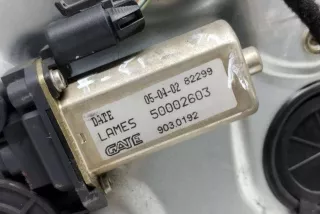 DATE 05-04-02 82299
LAMES 50002603
GATE 903.0192